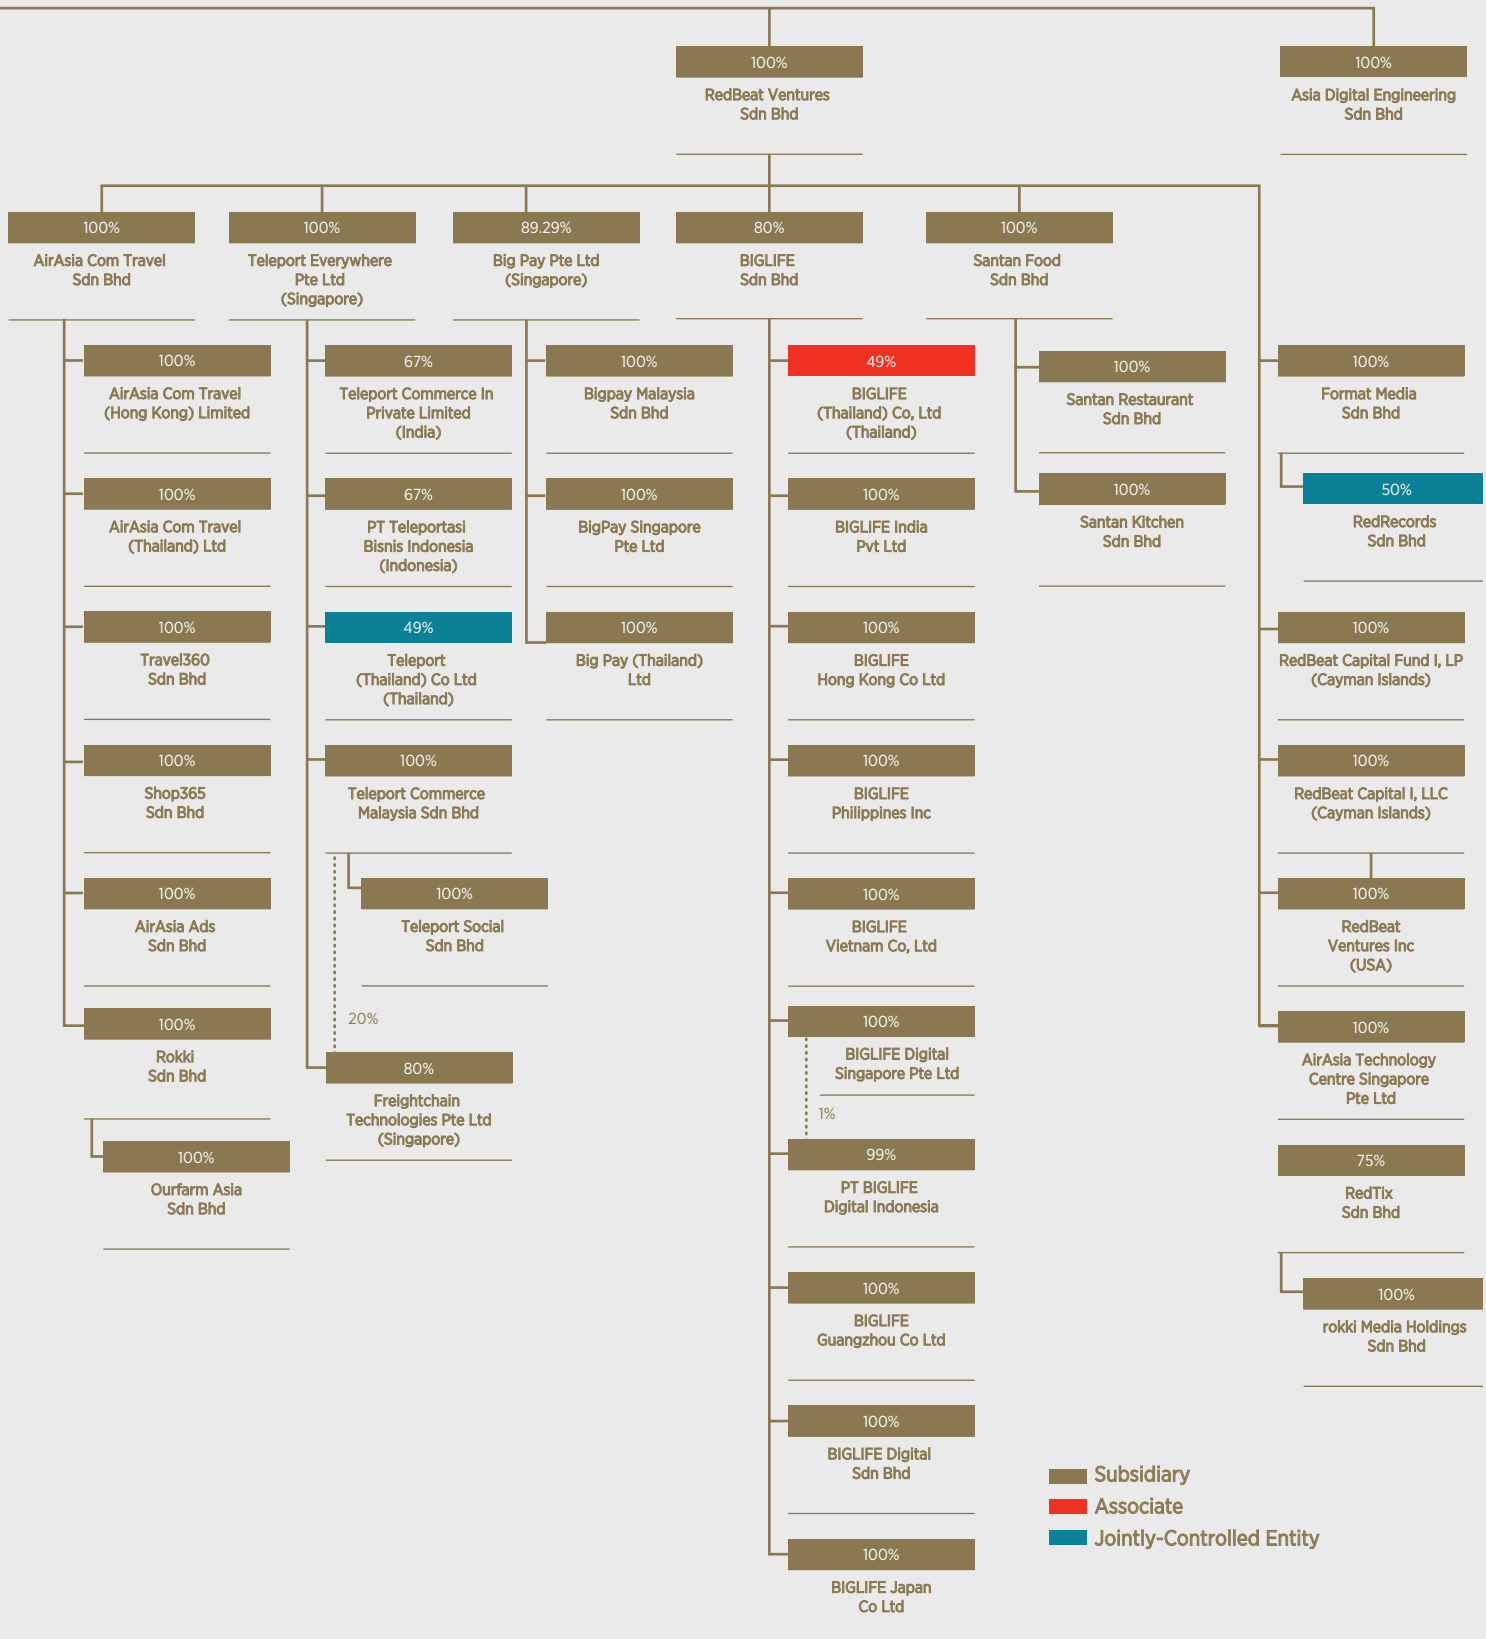 100%
RedBeat Ventures
Sdn Bhd
100%
Asia Digital Engineering
Sdn Bhd
100%
AirAsia Com Travel
Sdn Bhd
100%
AirAsia Com Travel
(Hong Kong) Limited
100%
AirAsia Com Travel
(Thailand) Ltd
100%
Travel360
Sdn Bhd
100%
Shop365
Sdn Bhd
100%
AirAsia Ads
Sdn Bhd
100%
Rokki
Sdn Bhd
100%
Ourfarm Asia
Sdn Bhd
100%
Teleport Everywhere
Pte Ltd
(Singapore)
67%
Teleport Commerce In
Private Limited
(India)
67%
PT Teleportasi
Bisnis Indonesia
(Indonesia)
49%
Teleport
(Thailand) Co Ltd
(Thailand)
100%
Teleport Commerce
Malaysia Sdn Bhd
100%
Teleport Social
Sdn Bhd
20%
80%
Freightchain
Technologies Pte Ltd
(Singapore)
89.29%
Big Pay Pte Ltd
(Singapore)
100%
Bigpay Malaysia
Sdn Bhd
100%
BigPay Singapore
Pte Ltd
100%
Big Pay (Thailand)
Ltd
80%
BIGLIFE
Sdn Bhd
49%
BIGLIFE
(Thailand) Co, Ltd
(Thailand)
100%
BIGLIFE India
Pvt Ltd
100%
BIGLIFE
Hong Kong Co Ltd
100%
BIGLIFE
Philippines Inc
100%
BIGLIFE
Vietnam Co, Ltd
100%
BIGLIFE Digital
Singapore Pte Ltd
1%
99%
PT BIGLIFE
Digital Indonesia
100%
BIGLIFE
Guangzhou Co Ltd
100%
BIGLIFE Digital
Sdn Bhd
100%
BIGLIFE Japan
Co Ltd
100%
Santan Food
Sdn Bhd
100%
Santan Restaurant
Sdn Bhd
100%
Santan Kitchen
Sdn Bhd
100%
Format Media
Sdn Bhd
50%
RedRecords
Sdn Bhd
100%
RedBeat Capital Fund I, LP
(Cayman Islands)
100%
RedBeat Capital I, LLC
(Cayman Islands)
100%
RedBeat
Ventures Inc
(USA)
100%
AirAsia Technology
Centre Singapore
Pte Ltd
75%
RedTix
Sdn Bhd
100%
rokki Media Holdings
Sdn Bhd
Subsidiary
Associate
Jointly-Controlled Entity